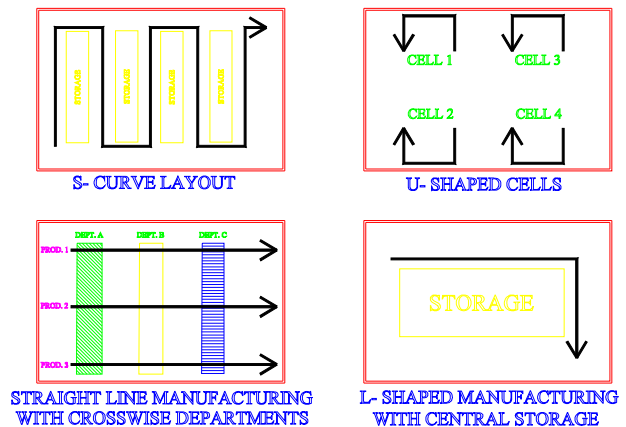 STORAGE STORAGE STORAGE STORAGE
S- CURVE LAYOUT
CELL 1 CELL 3
CELL 2 CELL 4
U- SHAPED CELLS
DEPT. A DEPT. B DEPT. C
PROD. 1
PROD. 2
PROD. 3
STRAIGHT LINE MANUFACTURING
WITH CROSSWISE DEPARTMENTS
STORAGE
L- SHAPED MANUFACTURING
WITH CENTRAL STORAGE